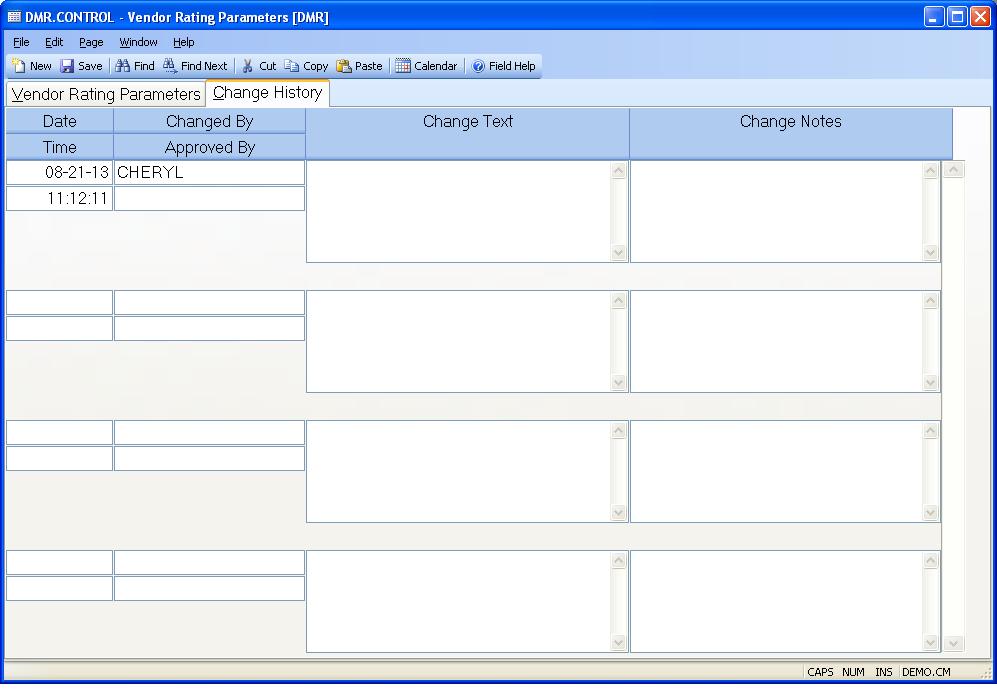 DMR.CONTROL - Vendor Rating Parameters [DMR]
File Edit Page Window Help
New Save Find Find Next Cut Copy Paste Calendar Field Help
Vendor Rating Parameters Change History
Date Changed By Change Text Change Notes
Time Approved By
08-21-13 CHERYL
11:12:11
CAPS NUM INS DEMO.CM